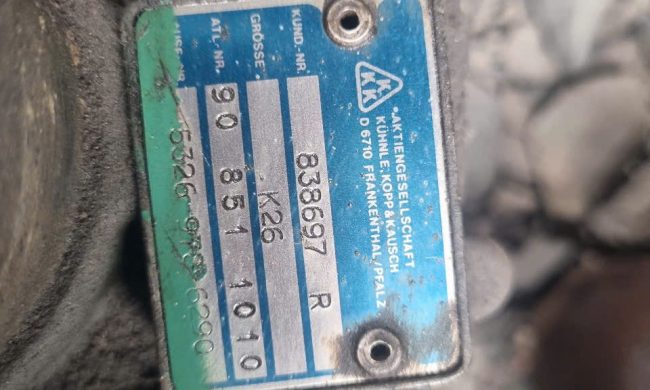 KKK
AKTIENGESELLSCHAFT
KÜHNLE, KOPP & KAUSCH
D 6710 FRANKENTHAL/PFALZ
KUND.-NR. 838697 R
GRÖSSE K26
ATL-NR. 90 851 1010
5326 6290